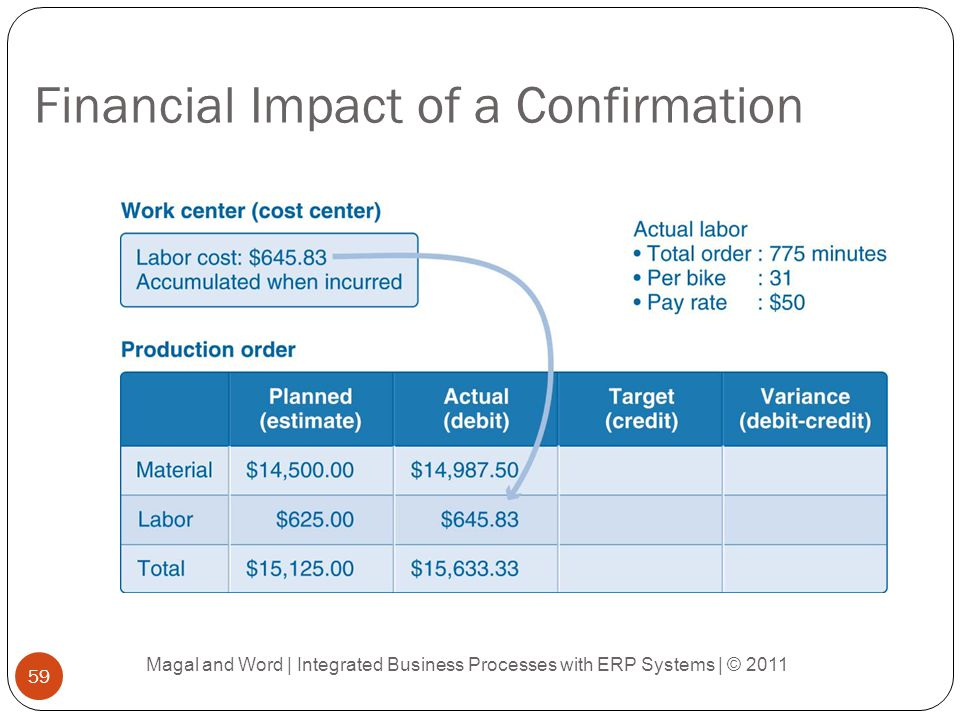 Financial Impact of a Confirmation
Work center (cost center)
Labor cost: $645.83
Accumulated when incurred
Actual labor
• Total order : 775 minutes
• Per bike : 31
• Pay rate : $50
Production order
Planned (estimate) Actual (debit) Target (credit) Variance (debit-credit)
Material $14,500.00 $14,987.50
Labor $625.00 $645.83
Total $15,125.00 $15,633.33
Magal and Word | Integrated Business Processes with ERP Systems | © 2011
59